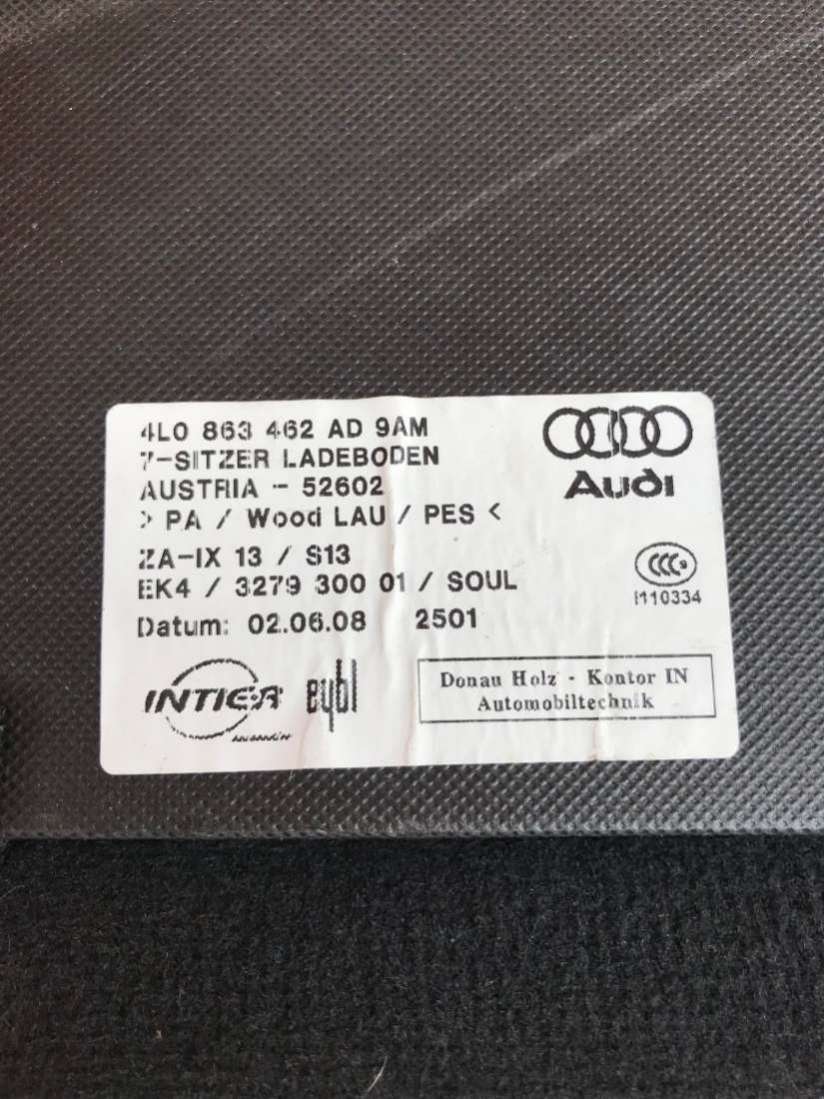 4L0 863 462 AD 9AM
7-SITZER LADEBODEN
AUSTRIA - 52602
> PA / Wood LAU / PES <
ZA-IX 13 / S13
EK4 / 3279 300 01 / SOUL
Datum: 02.06.08 2501
Audi
CCC
I110334
INTIER
eybl
Donau Holz - Kontor IN
Automobiltechnik